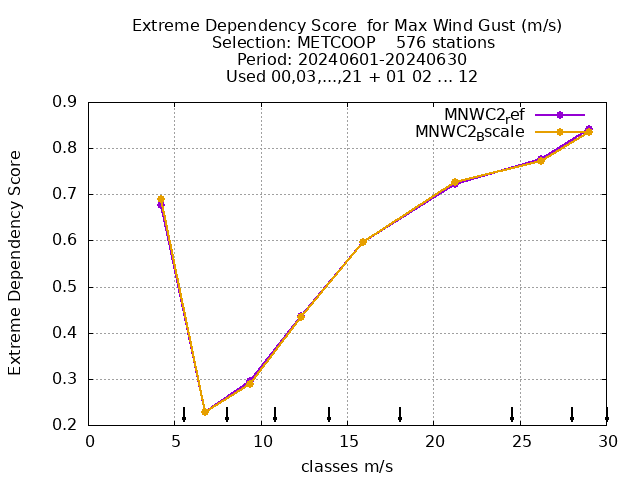 Extreme Dependency Score  for Max Wind Gust (m/s)
Selection: METCOOP    576 stations
Period: 20240601-20240630
Used 00,03,...,21 + 01 02 ... 12
MNWC2ref
MNWC2Bscale
Extreme Dependency Score
0.9
0.8
0.7
0.6
0.5
0.4
0.3
0.2
0 5 10 15 20 25 30
classes m/s